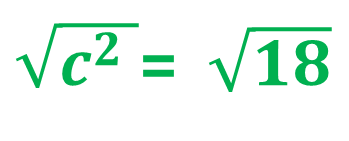 √c² = √18